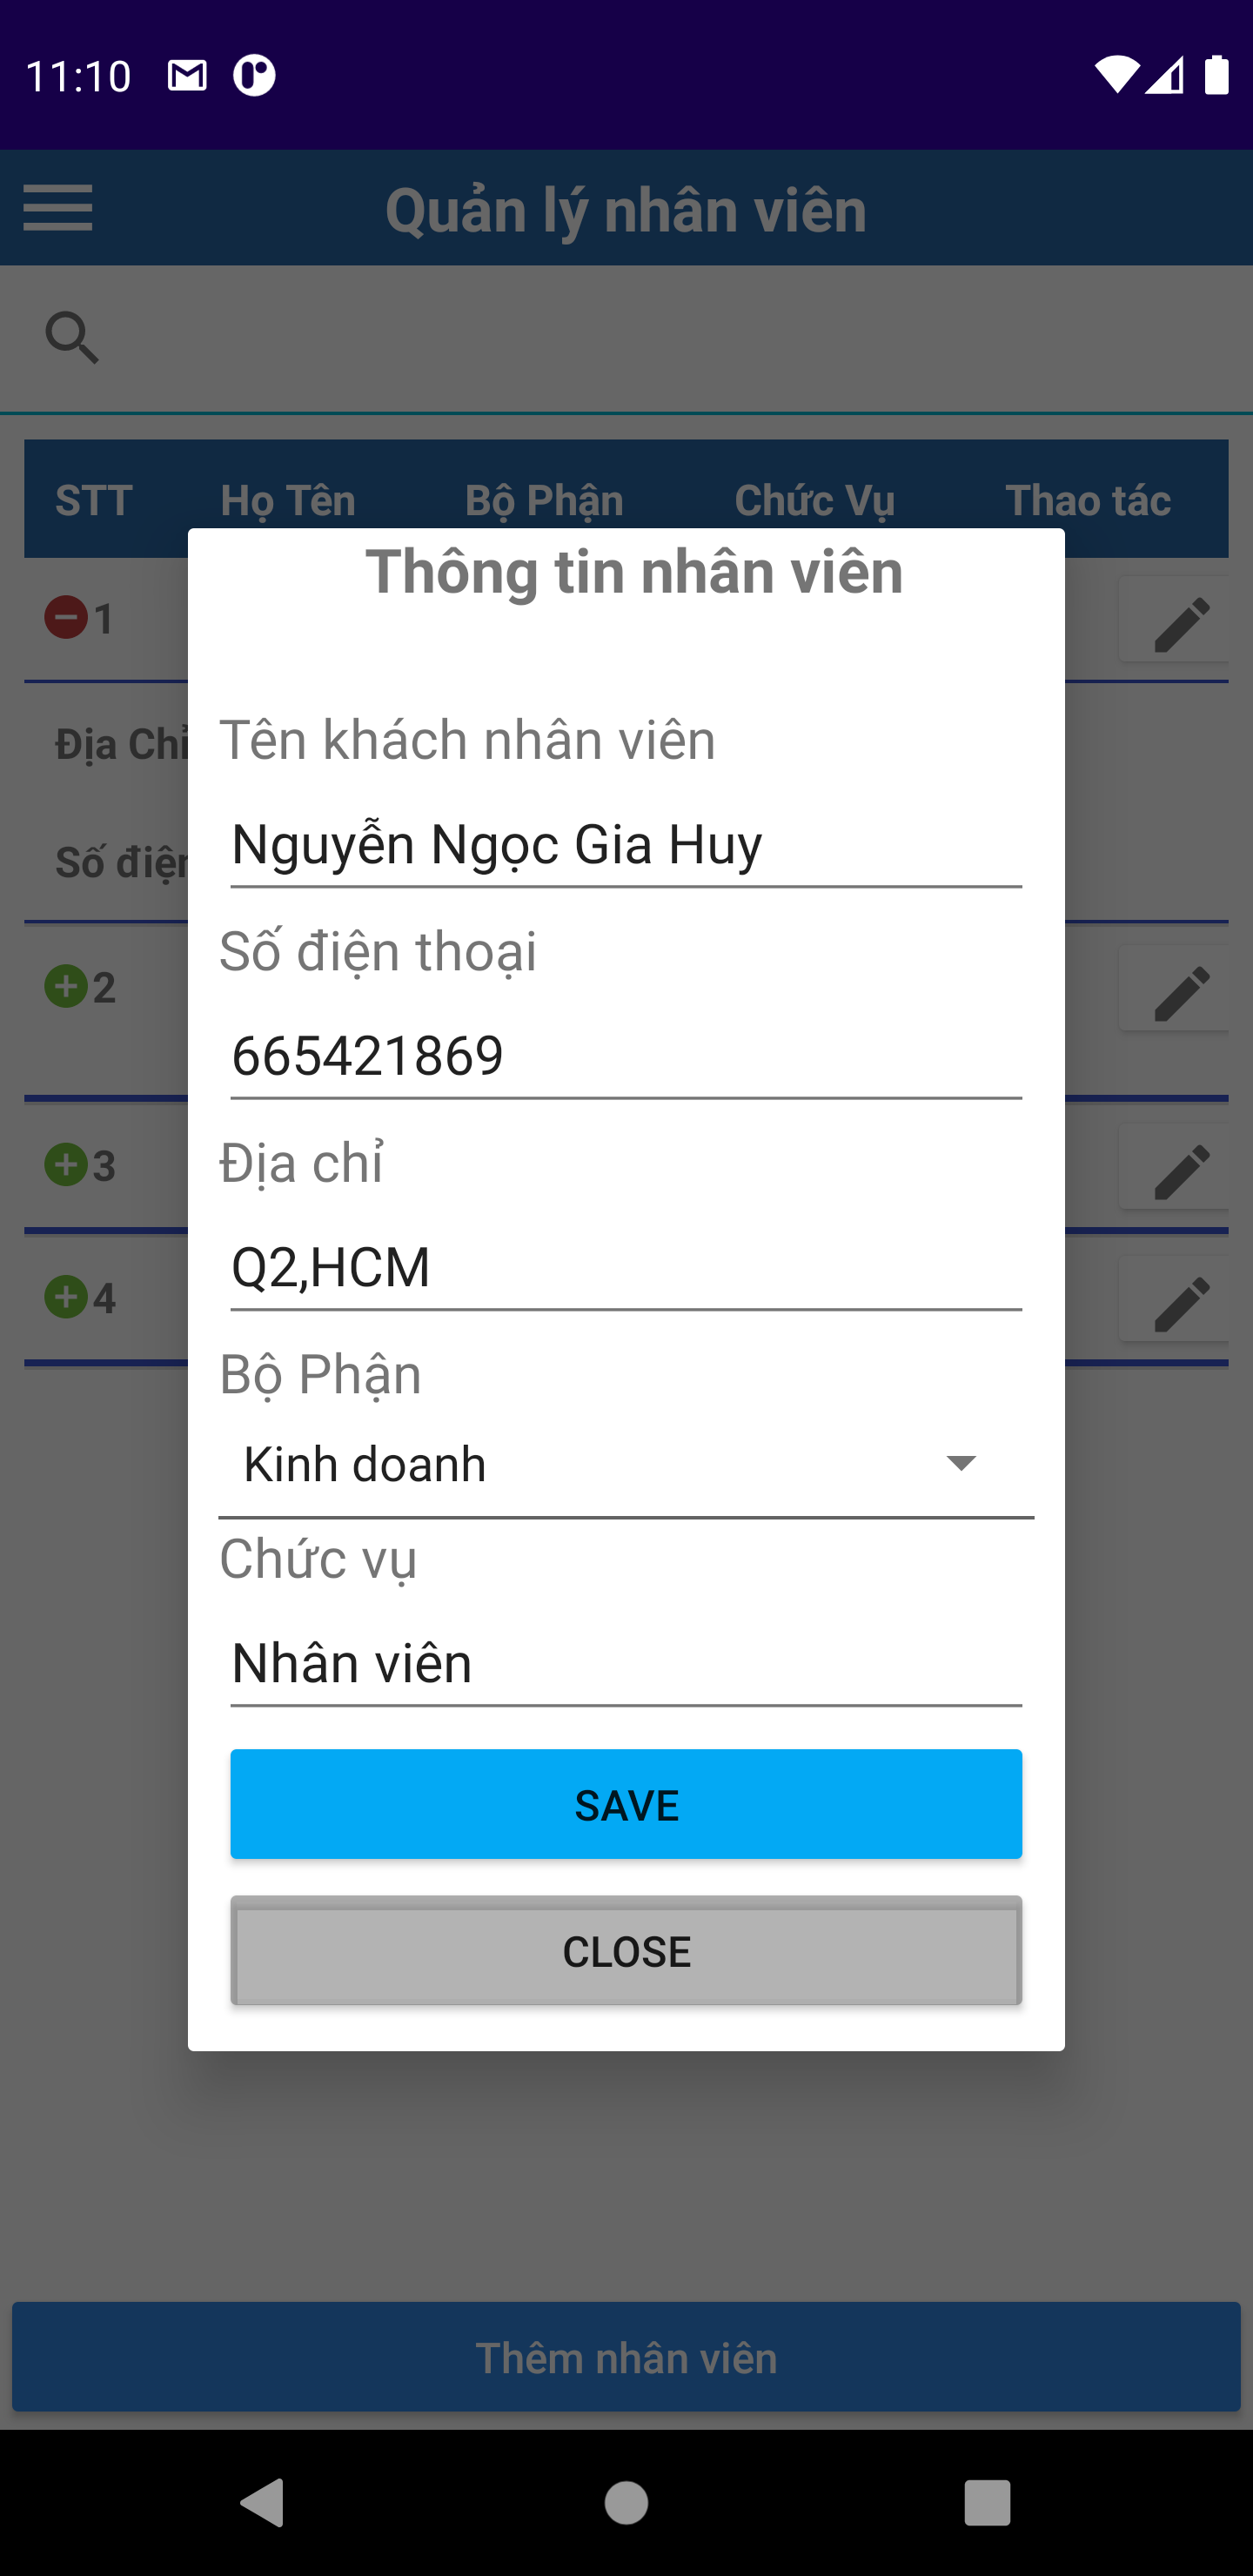 11:10
Quản lý nhân viên
STT Họ Tên Bộ Phận Chức Vụ Thao tác
Thông tin nhân viên
1
Tên khách nhân viên
Địa Chỉ
Nguyễn Ngọc Gia Huy
Số điện
Số điện thoại
2
665421869
Địa chỉ
3
Q2,HCM
4
Bộ Phận
Kinh doanh
Chức vụ
Nhân viên
SAVE
CLOSE
Thêm nhân viên